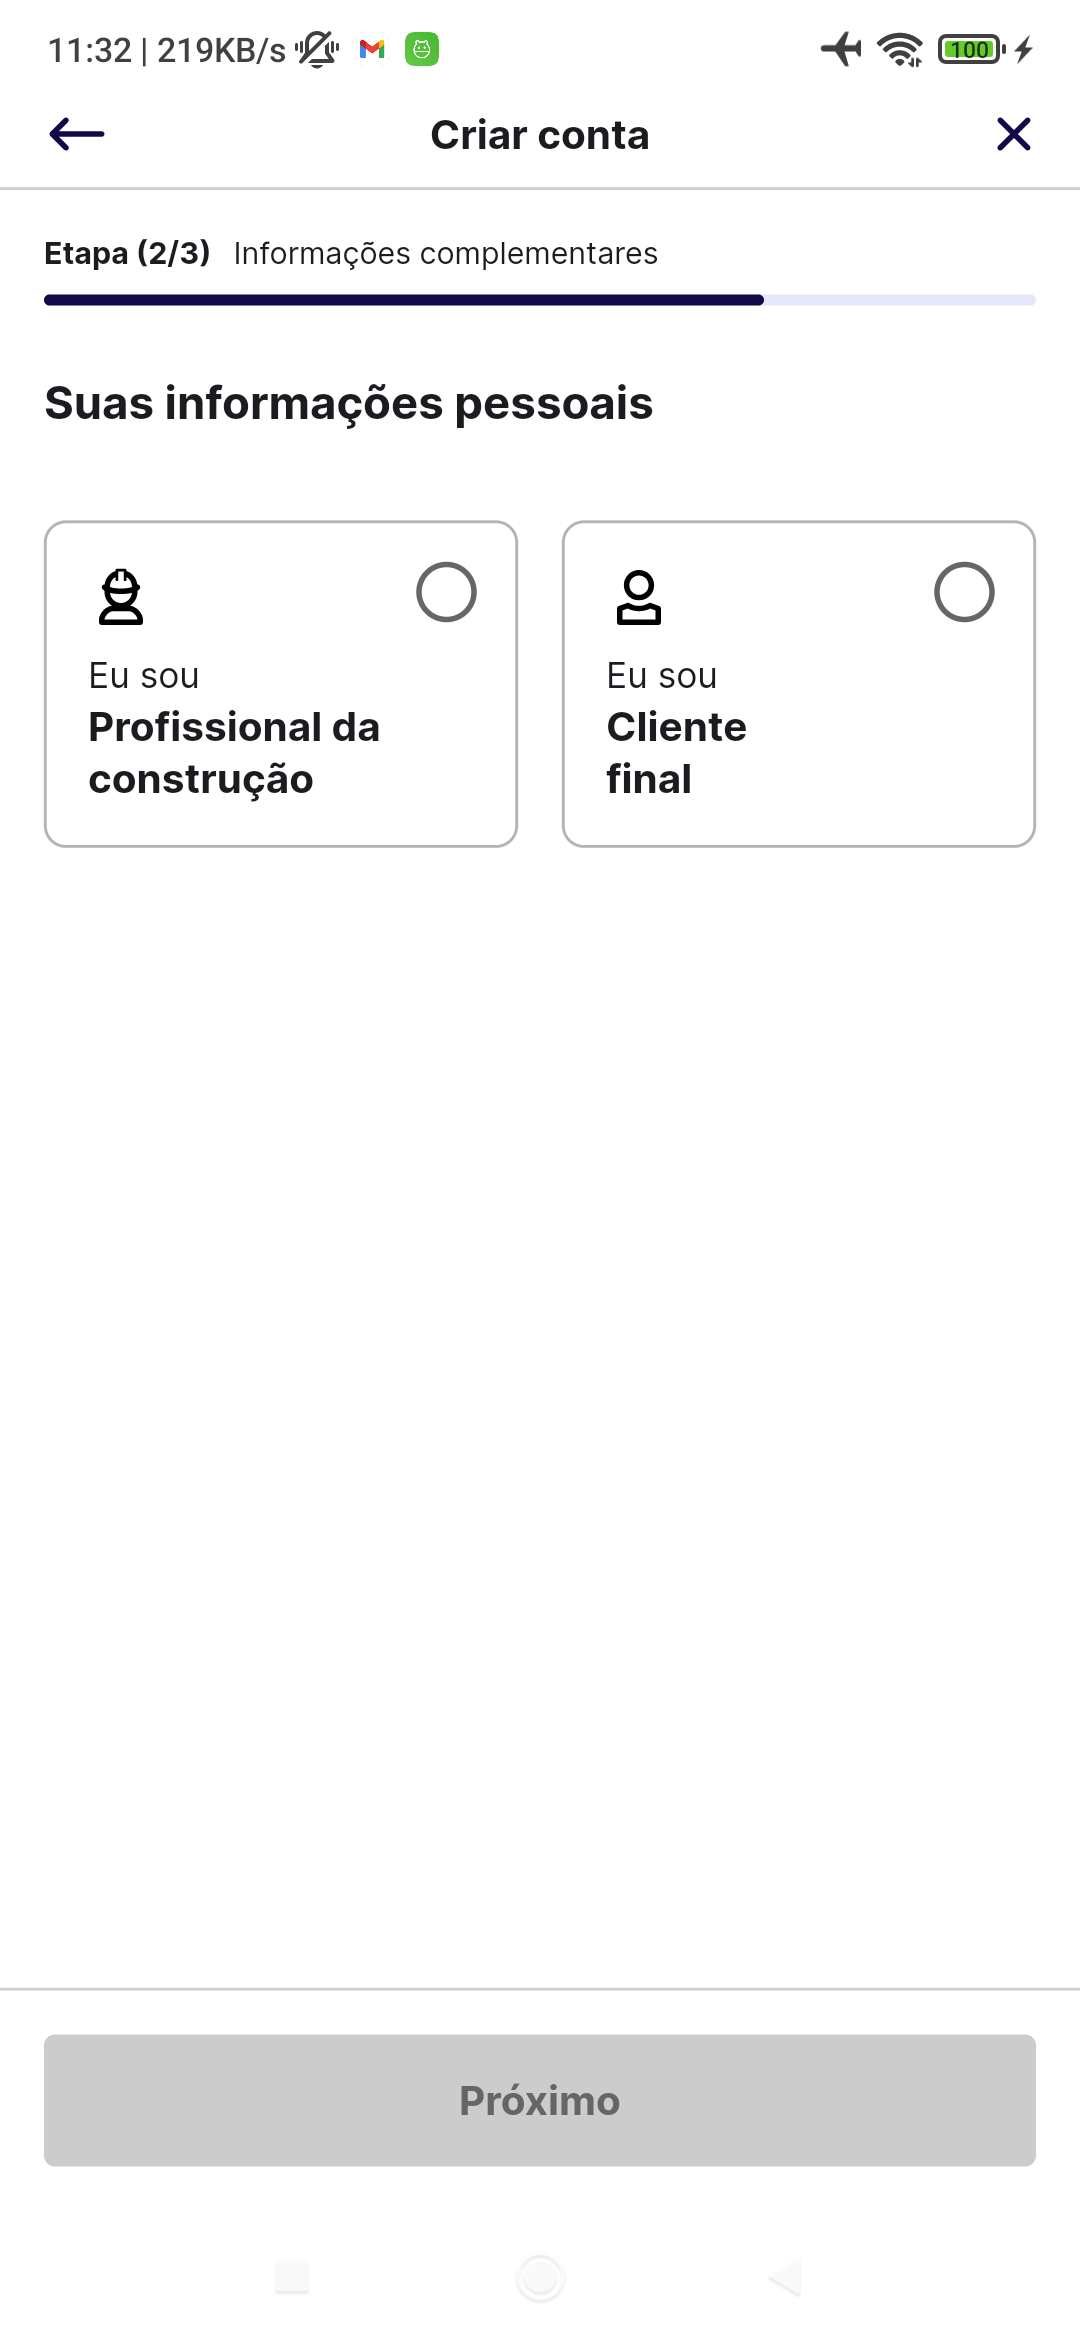 11:32 | 219KB/s
100
Criar conta
Etapa (2/3) Informações complementares
Suas informações pessoais
Eu sou
Profissional da
construção
Eu sou
Cliente
final
Próximo